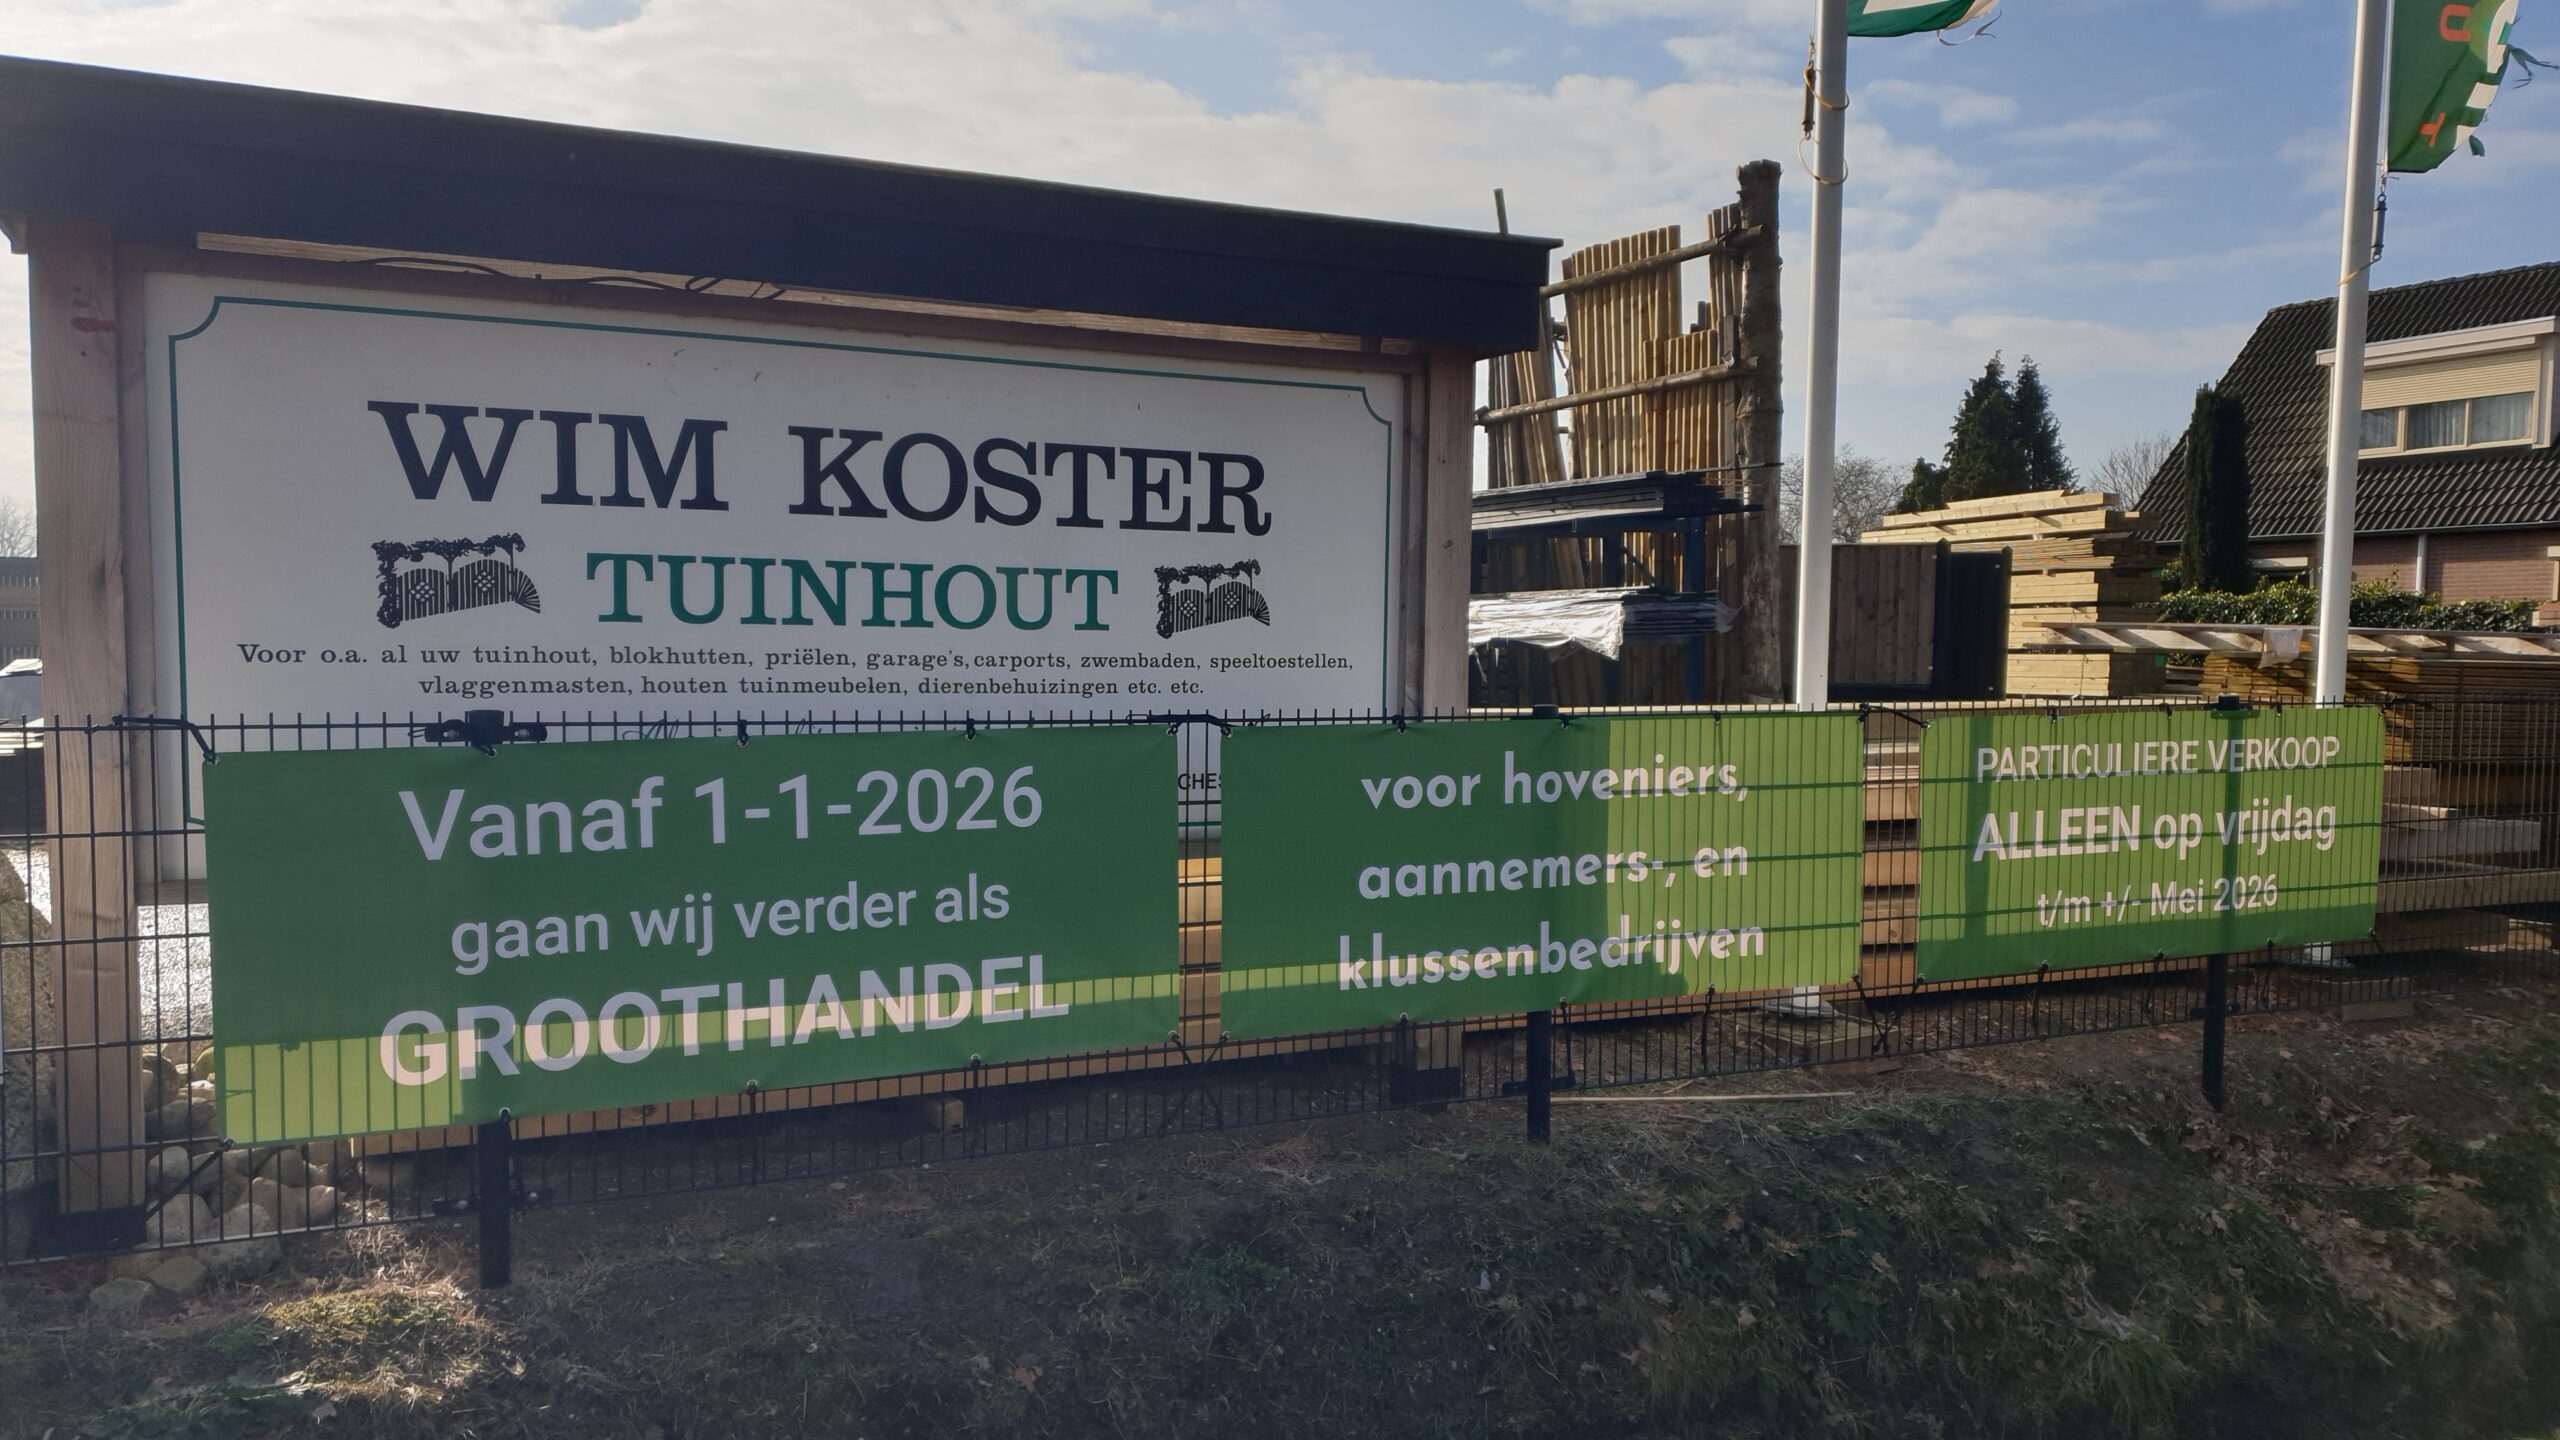 WIM KOSTER
TUINHOUT
Voor o.a. al uw tuinhout, blokhutten, priëlen, garage's, carports, zwembaden, speeltoestellen,
vlaggenmasten, houten tuinmeubelen, dierenbehuizingen etc. etc.
Vanaf 1-1-2026
gaan wij verder als
GROOTHANDEL
voor hoveniers,
aannemers-, en
klussenbedrijven
PARTICULIERE VERKOOP
ALLEEN op vrijdag
t/m +/- Mei 2026